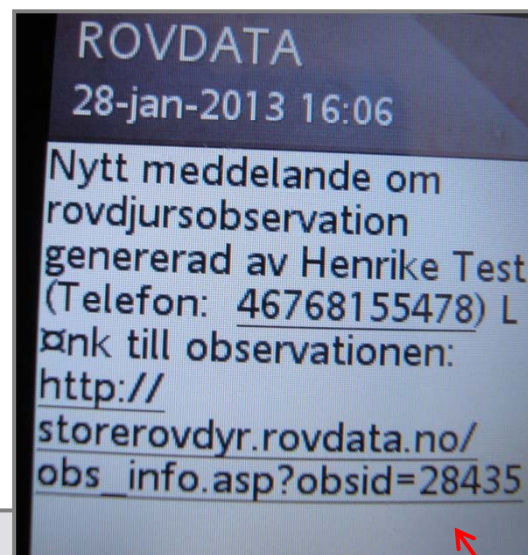 ROVDATA
28-jan-2013 16:06
Nytt meddelande om
rovdjursobservation
genererad av Henrike Test
(Telefon: 46768155478) L
¤nk till observationen:
http://
storerovdyr.rovdata.no/
obs_info.asp?obsid=28435